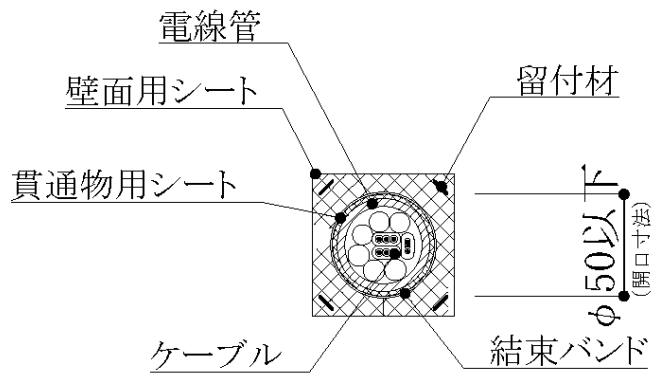 電線管
壁面用シート
留付材
貫通物用シート
φ50以下
(開口寸法)
ケーブル
結束バンド